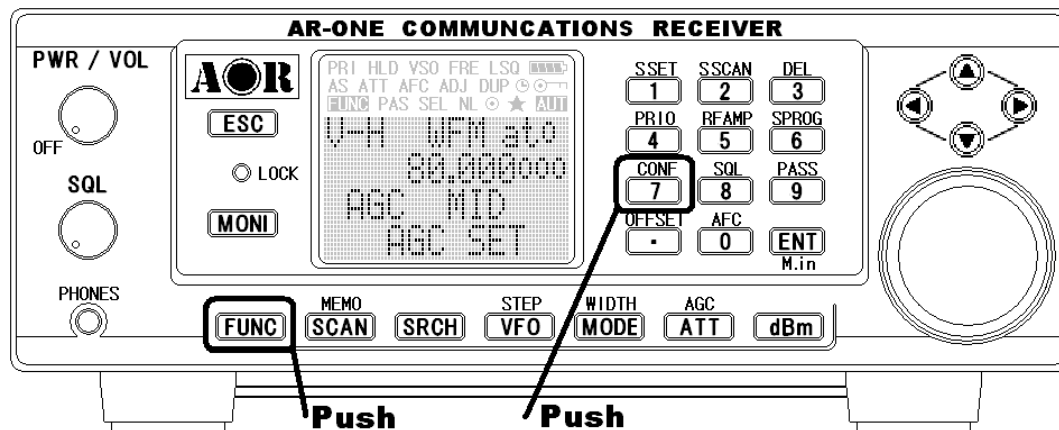 AR-ONE COMMUNCATIONS RECEIVER
PWR / VOL
OFF
SQL
PHONES
AOR
ESC
LOCK
MONI
PRI HLD VSO FRE LSQ
AS ATT AFC ADJ DUP
FUNC PAS SEL NL AUT
V-H WFM ato
80.000000
AGC MID
AGC SET
SSET SSCAN DEL
1 2 3
PRIO RFAMP SPROG
4 5 6
CONF SQL PASS
7 8 9
OFFSET AFC
. 0 ENT
M.in
MEMO STEP WIDTH AGC
FUNC SCAN SRCH VFO MODE ATT dBm
Push Push